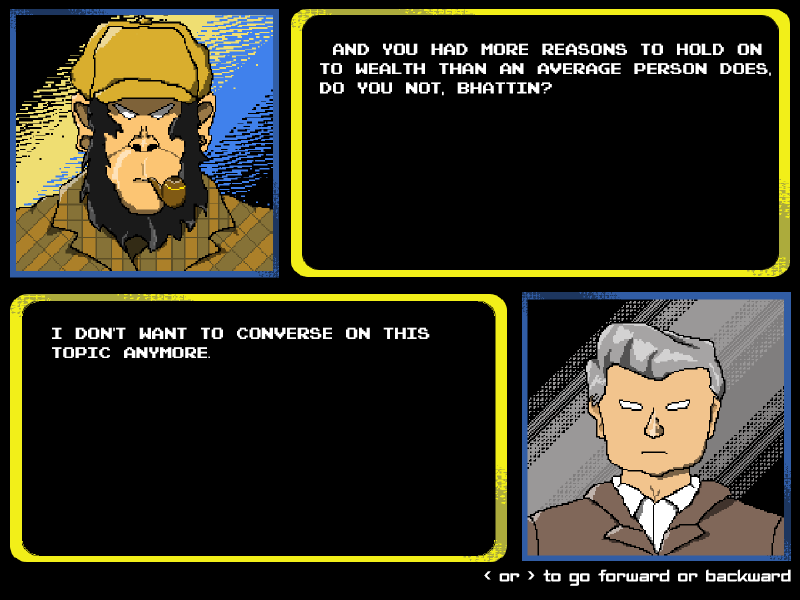 AND YOU HAD MORE REASONS TO HOLD ON
TO WEALTH THAN AN AVERAGE PERSON DOES,
DO YOU NOT, BHATTIN?
I DON'T WANT TO CONVERSE ON THIS
TOPIC ANYMORE.
< or > to go forward or backward